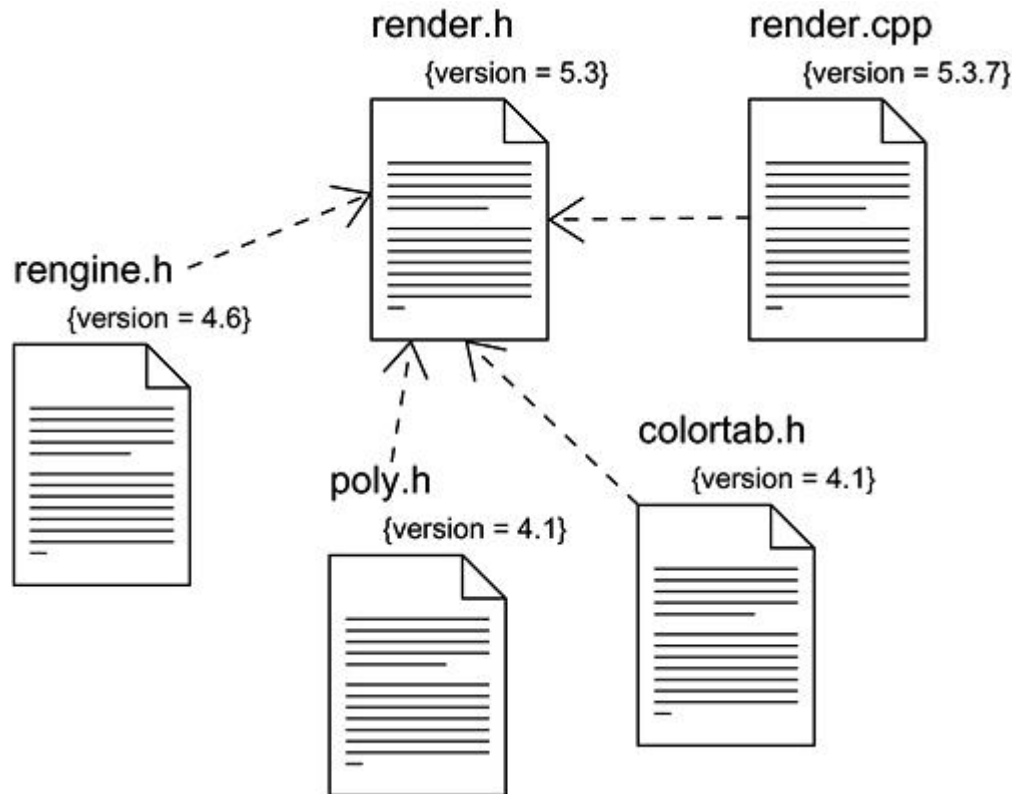 render.h
{version = 5.3}
render.cpp
{version = 5.3.7}
rengine.h
{version = 4.6}
colortab.h
{version = 4.1}
poly.h
{version = 4.1}